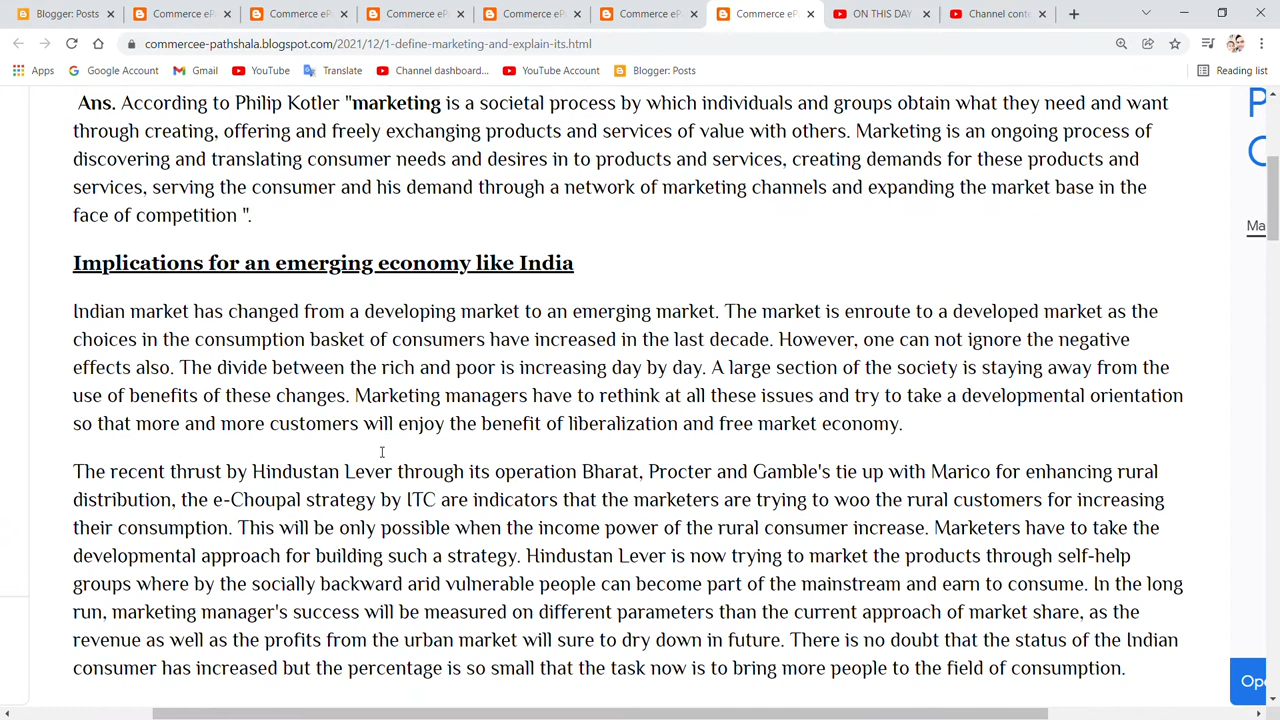 Blogger: Posts
Commerce eP
Commerce eP
Commerce eP
Commerce eP
Commerce eP
Commerce eP
ON THIS DAY
Channel conte
commercee-pathshala.blogspot.com/2021/12/1-define-marketing-and-explain-its.html
Apps
Google Account
Gmail
YouTube
Translate
Channel dashboard...
YouTube Account
Blogger: Posts
Reading list
Ans. According to Philip Kotler "marketing is a societal process by which individuals and groups obtain what they need and want
through creating, offering and freely exchanging products and services of value with others. Marketing is an ongoing process of
discovering and translating consumer needs and desires in to products and services, creating demands for these products and
services, serving the consumer and his demand through a network of marketing channels and expanding the market base in the
face of competition ".
Implications for an emerging economy like India
Indian market has changed from a developing market to an emerging market. The market is enroute to a developed market as the
choices in the consumption basket of consumers have increased in the last decade. However, one can not ignore the negative
effects also. The divide between the rich and poor is increasing day by day. A large section of the society is staying away from the
use of benefits of these changes. Marketing managers have to rethink at all these issues and try to take a developmental orientation
so that more and more customers will enjoy the benefit of liberalization and free market economy.
The recent thrust by Hindustan Lever through its operation Bharat, Procter and Gamble's tie up with Marico for enhancing rural
distribution, the e-Choupal strategy by ITC are indicators that the marketers are trying to woo the rural customers for increasing
their consumption. This will be only possible when the income power of the rural consumer increase. Marketers have to take the
developmental approach for building such a strategy. Hindustan Lever is now trying to market the products through self-help
groups where by the socially backward arid vulnerable people can become part of the mainstream and earn to consume. In the long
run, marketing manager's success will be measured on different parameters than the current approach of market share, as the
revenue as well as the profits from the urban market will sure to dry down in future. There is no doubt that the status of the Indian
consumer has increased but the percentage is so small that the task now is to bring more people to the field of consumption.
P
Ma
Ope